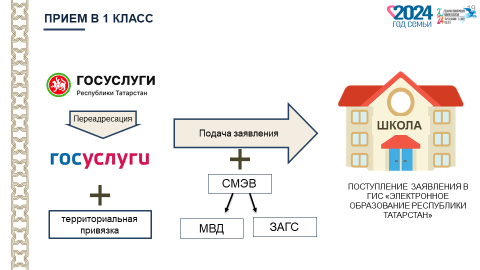 ПРИЕМ В 1 КЛАСС
2024
ГОД СЕМЬИ
ГОСУСЛУГИ
Республики Татарстан
Переадресация
госуслуги
территориальная
привязка
Подача заявления
СМЭВ
МВД
ЗАГС
ШКОЛА
ПОСТУПЛЕНИЕ ЗАЯВЛЕНИЯ В
ГИС «ЭЛЕКТРОННОЕ
ОБРАЗОВАНИЕ РЕСПУБЛИКИ
ТАТАРСТАН»